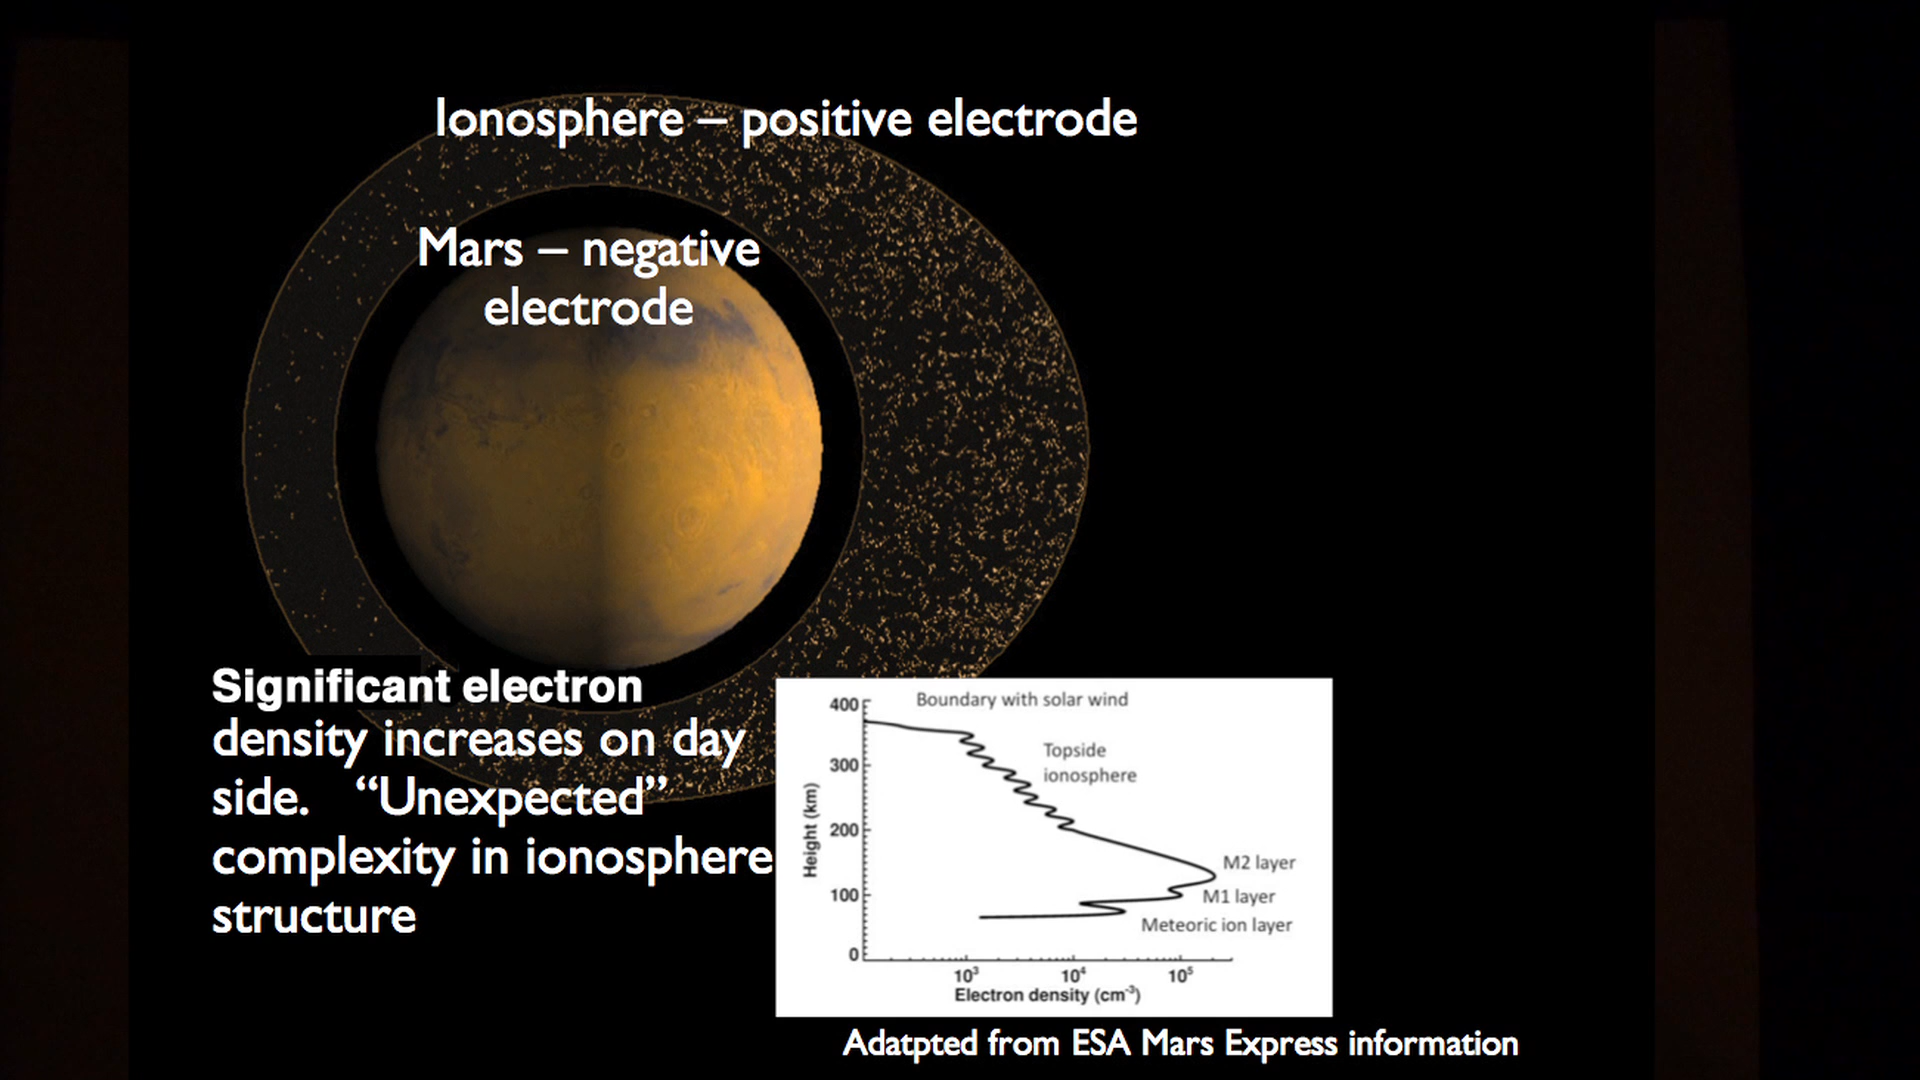 Ionosphere – positive electrode
Mars – negative
electrode
Significant electron
density increases on day
side. “Unexpected”
complexity in ionosphere
structure
Boundary with solar wind
Topside
ionosphere
M2 layer
M1 layer
Meteoric ion layer
400
300
200
100
0
Height (km)
10³ 10⁴ 10⁵
Electron density (cm⁻³)
Adatpted from ESA Mars Express information